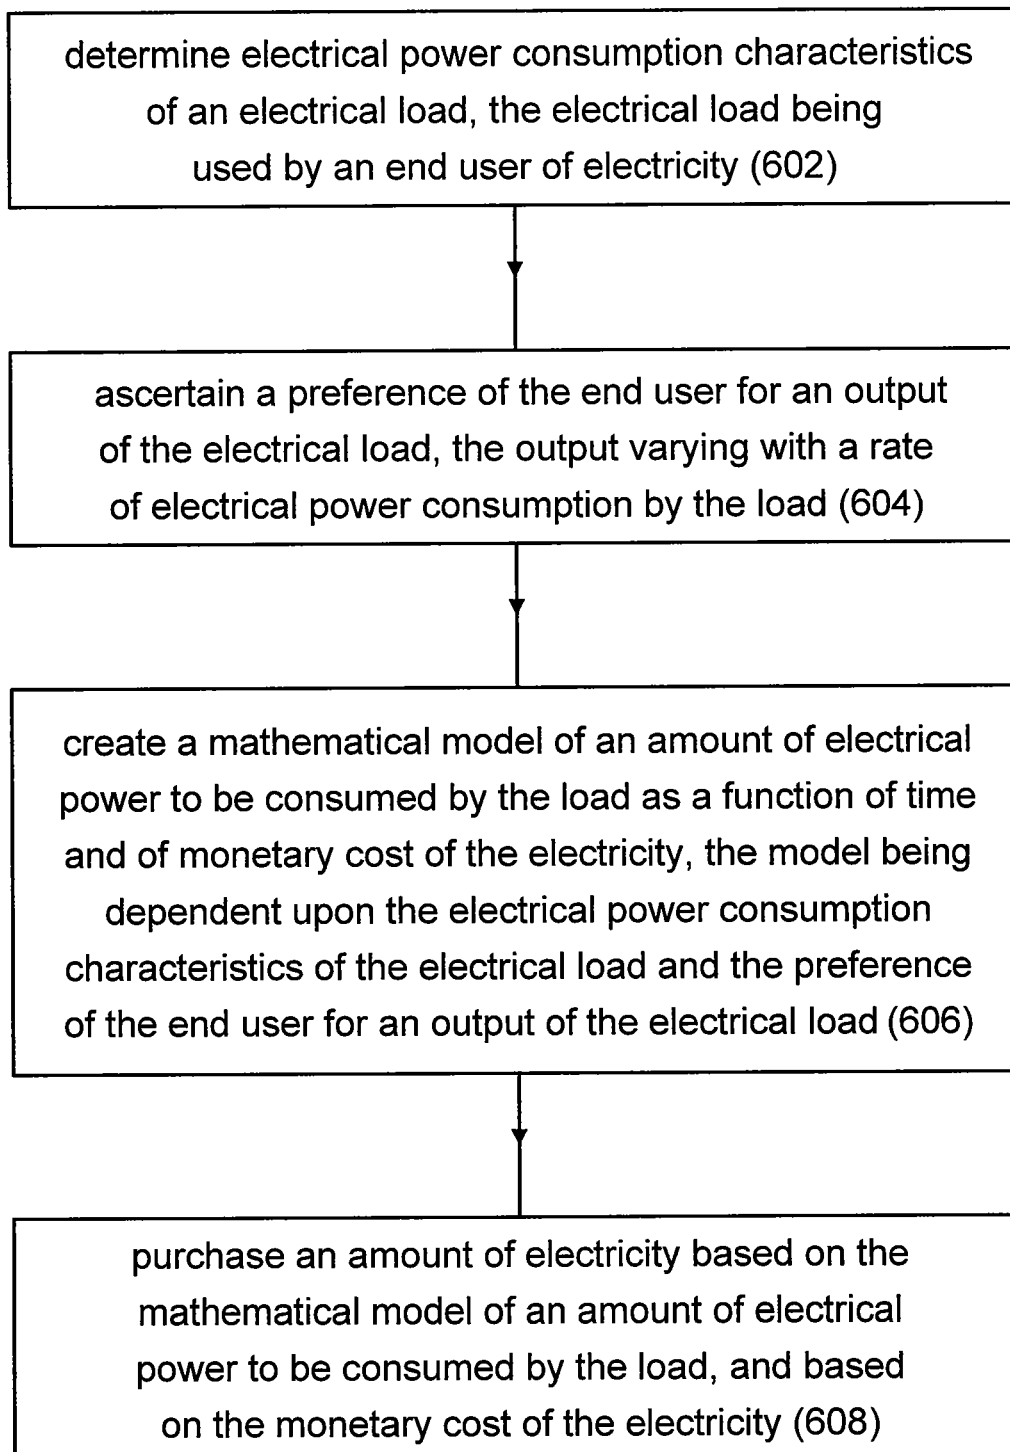 determine electrical power consumption characteristics
of an electrical load, the electrical load being
used by an end user of electricity (602)
ascertain a preference of the end user for an output
of the electrical load, the output varying with a rate
of electrical power consumption by the load (604)
create a mathematical model of an amount of electrical
power to be consumed by the load as a function of time
and of monetary cost of the electricity, the model being
dependent upon the electrical power consumption
characteristics of the electrical load and the preference
of the end user for an output of the electrical load (606)
purchase an amount of electricity based on the
mathematical model of an amount of electrical
power to be consumed by the load, and based
on the monetary cost of the electricity (608)